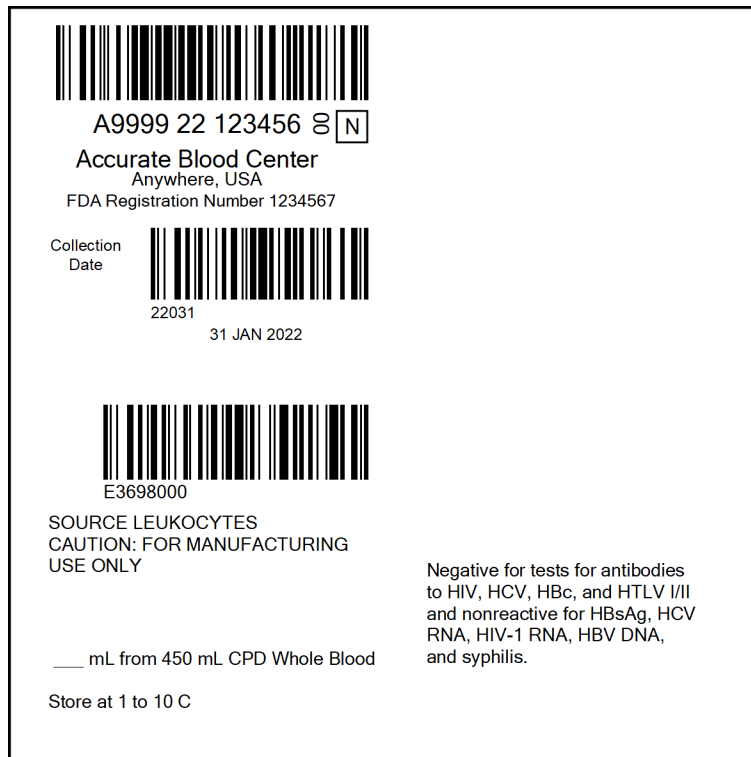 A9999 22 123456 00 N
Accurate Blood Center
Anywhere, USA
FDA Registration Number 1234567
Collection
Date
22031
31 JAN 2022
E3698000
SOURCE LEUKOCYTES
CAUTION: FOR MANUFACTURING
USE ONLY
___ mL from 450 mL CPD Whole Blood
Store at 1 to 10 C
Negative for tests for antibodies
to HIV, HCV, HBc, and HTLV I/II
and nonreactive for HBsAg, HCV
RNA, HIV-1 RNA, HBV DNA,
and syphilis.